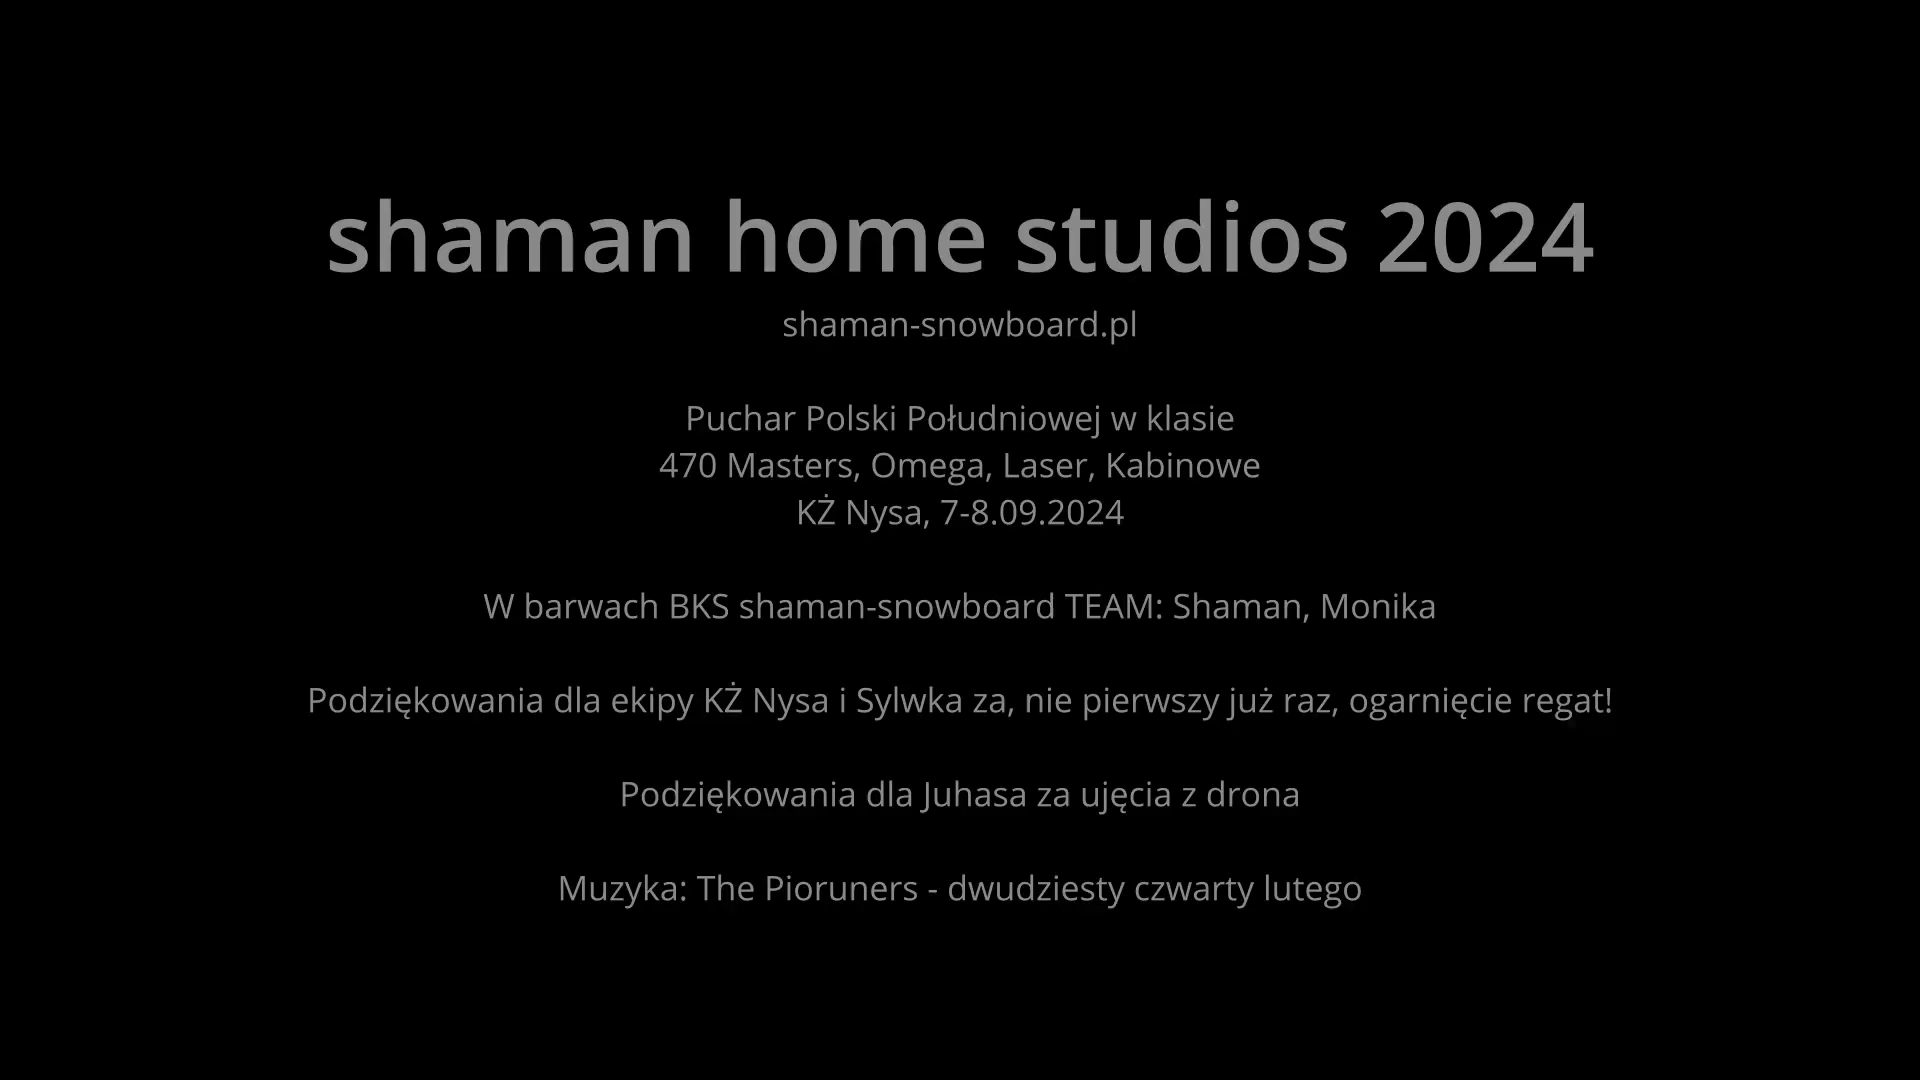 shaman home studios 2024
shaman-snowboard.pl
Puchar Polski Południowej w klasie
470 Masters, Omega, Laser, Kabinowe
KŻ Nysa, 7-8.09.2024
W barwach BKS shaman-snowboard TEAM: Shaman, Monika
Podziękowania dla ekipy KŻ Nysa i Sylwka za, nie pierwszy już raz, ogarnięcie regat!
Podziękowania dla Juhasa za ujęcia z drona
Muzyka: The Pioruners - dwudziesty czwarty lutego